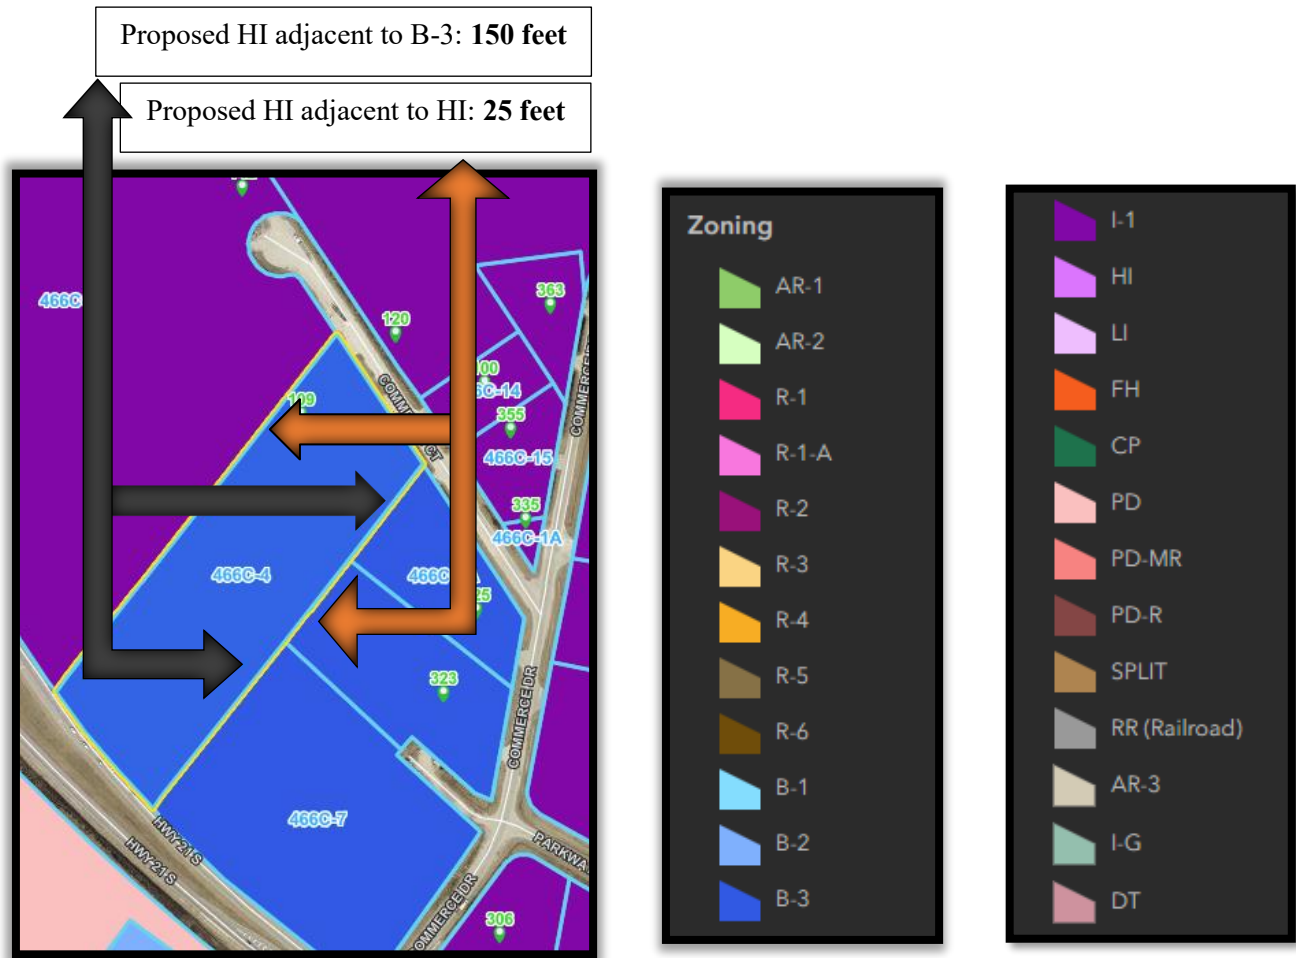 Proposed HI adjacent to B-3: 150 feet
Proposed HI adjacent to HI: 25 feet
466C
120
363
COMMERCE
466C-14
109
355
466C-15
CT
335
466C-1A
466C-4
466C
25
323
COMMERCE DR
466C-7
HWY 21 S
HWY 21 S
PARKWA
COMMERCE DR
306
Zoning
AR-1
AR-2
R-1
R-1-A
R-2
R-3
R-4
R-5
R-6
B-1
B-2
B-3
I-1
HI
LI
FH
CP
PD
PD-MR
PD-R
SPLIT
RR (Railroad)
AR-3
I-G
DT